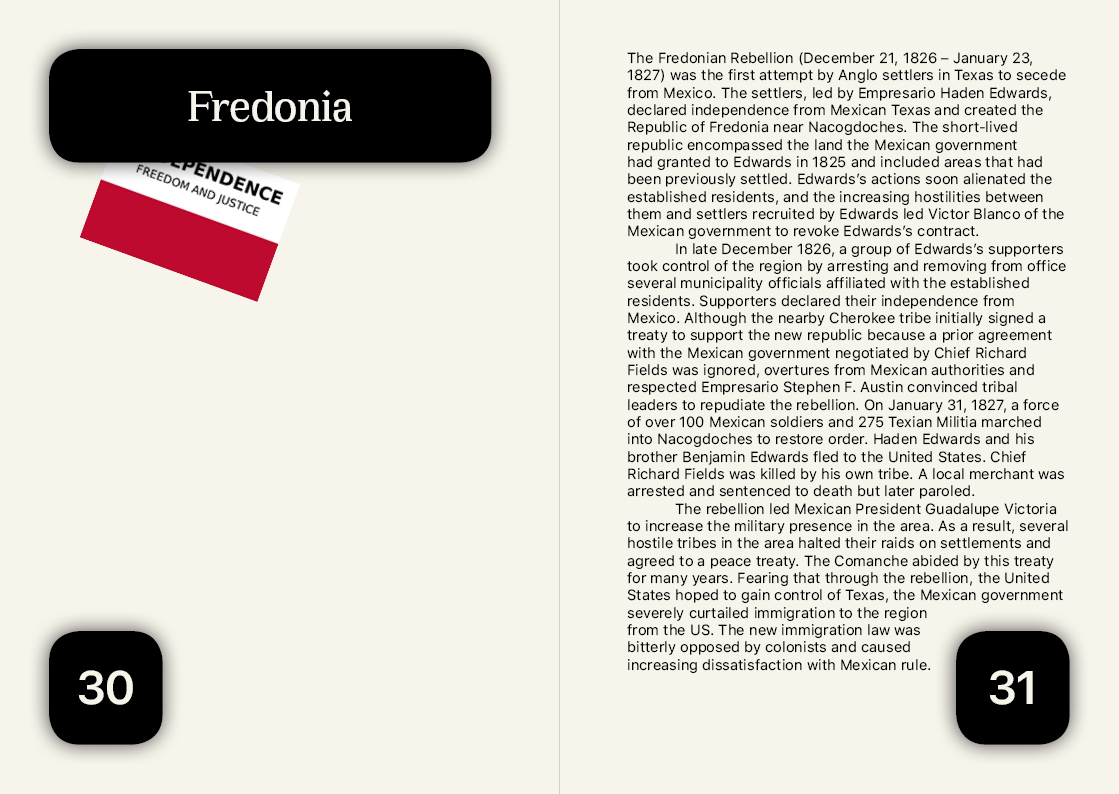 Fredonia
FREEDOM AND JUSTICE
30
The Fredonian Rebellion (December 21, 1826 – January 23,
1827) was the first attempt by Anglo settlers in Texas to secede
from Mexico. The settlers, led by Empresario Haden Edwards,
declared independence from Mexican Texas and created the
Republic of Fredonia near Nacogdoches. The short-lived
republic encompassed the land the Mexican government
had granted to Edwards in 1825 and included areas that had
been previously settled. Edwards’s actions soon alienated the
established residents, and the increasing hostilities between
them and settlers recruited by Edwards led Victor Blanco of the
Mexican government to revoke Edwards’s contract.
In late December 1826, a group of Edwards’s supporters
took control of the region by arresting and removing from office
several municipality officials affiliated with the established
residents. Supporters declared their independence from
Mexico. Although the nearby Cherokee tribe initially signed a
treaty to support the new republic because a prior agreement
with the Mexican government negotiated by Chief Richard
Fields was ignored, overtures from Mexican authorities and
respected Empresario Stephen F. Austin convinced tribal
leaders to repudiate the rebellion. On January 31, 1827, a force
of over 100 Mexican soldiers and 275 Texian Militia marched
into Nacogdoches to restore order. Haden Edwards and his
brother Benjamin Edwards fled to the United States. Chief
Richard Fields was killed by his own tribe. A local merchant was
arrested and sentenced to death but later paroled.
The rebellion led Mexican President Guadalupe Victoria
to increase the military presence in the area. As a result, several
hostile tribes in the area halted their raids on settlements and
agreed to a peace treaty. The Comanche abided by this treaty
for many years. Fearing that through the rebellion, the United
States hoped to gain control of Texas, the Mexican government
severely curtailed immigration to the region
from the US. The new immigration law was
bitterly opposed by colonists and caused
increasing dissatisfaction with Mexican rule.
31